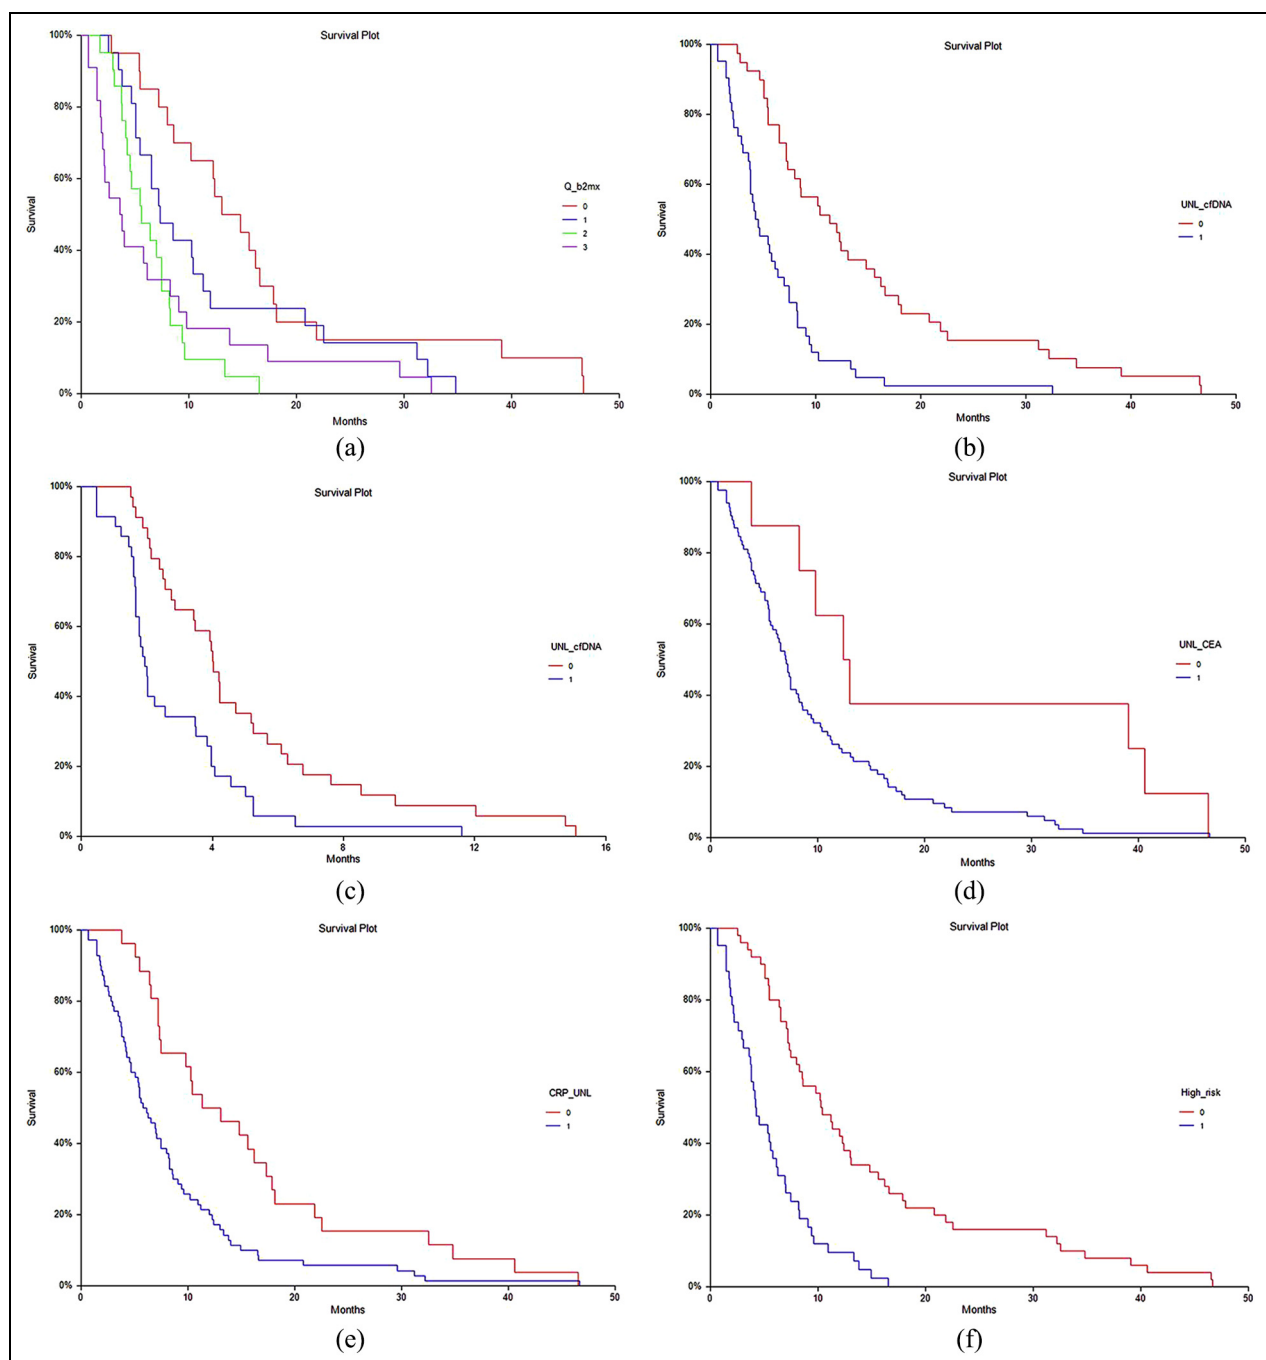 Survival Plot
100%
80%
60%
40%
20%
0%
Survival
0 10 20 30 40 50
Months
Q_b2mx
0
1
2
3
(a)
Survival Plot
100%
80%
60%
40%
20%
0%
Survival
0 10 20 30 40 50
Months
UNL_cfDNA
0
1
(b)
Survival Plot
100%
80%
60%
40%
20%
0%
Survival
0 4 8 12 16
Months
UNL_cfDNA
0
1
(c)
Survival Plot
100%
80%
60%
40%
20%
0%
Survival
0 10 20 30 40 50
Months
UNL_CEA
0
1
(d)
Survival Plot
100%
80%
60%
40%
20%
0%
Survival
0 10 20 30 40 50
Months
CRP_UNL
0
1
(e)
Survival Plot
100%
80%
60%
40%
20%
0%
Survival
0 10 20 30 40 50
Months
High_risk
0
1
(f)